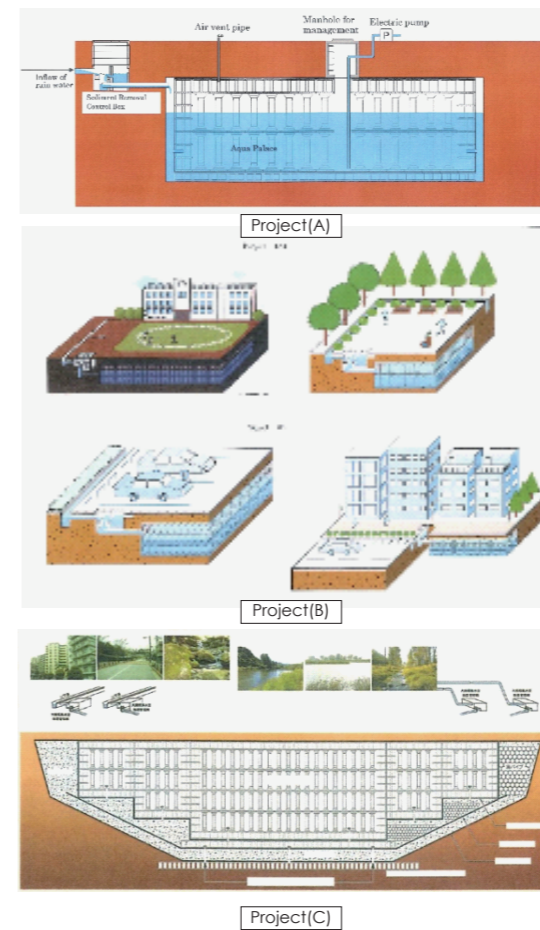 Air vent pipe
Manhole for
management
Electric pump
P
Inflow of
rain water
Sediment Removal
Control Box
Aqua Palace
Project(A)
Project(B)
Project(C)